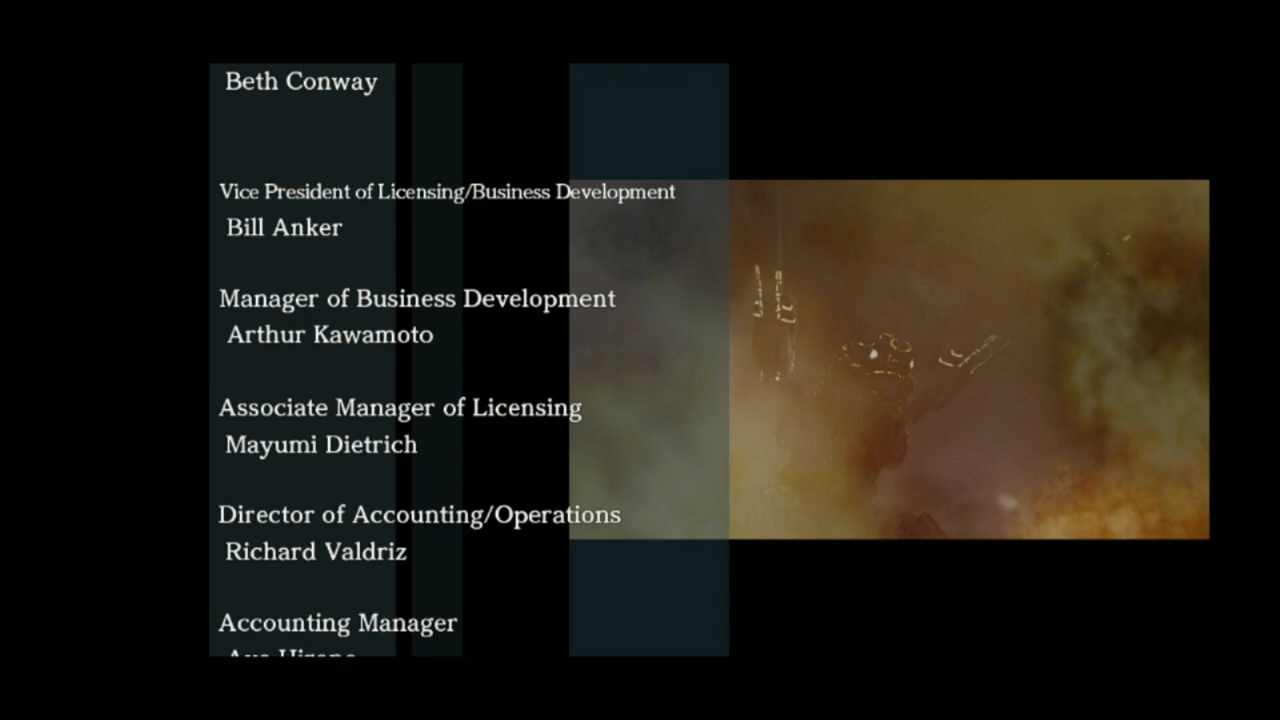 Beth Conway
Vice President of Licensing/Business Development
Bill Anker
Manager of Business Development
Arthur Kawamoto
Associate Manager of Licensing
Mayumi Dietrich
Director of Accounting/Operations
Richard Valdriz
Accounting Manager